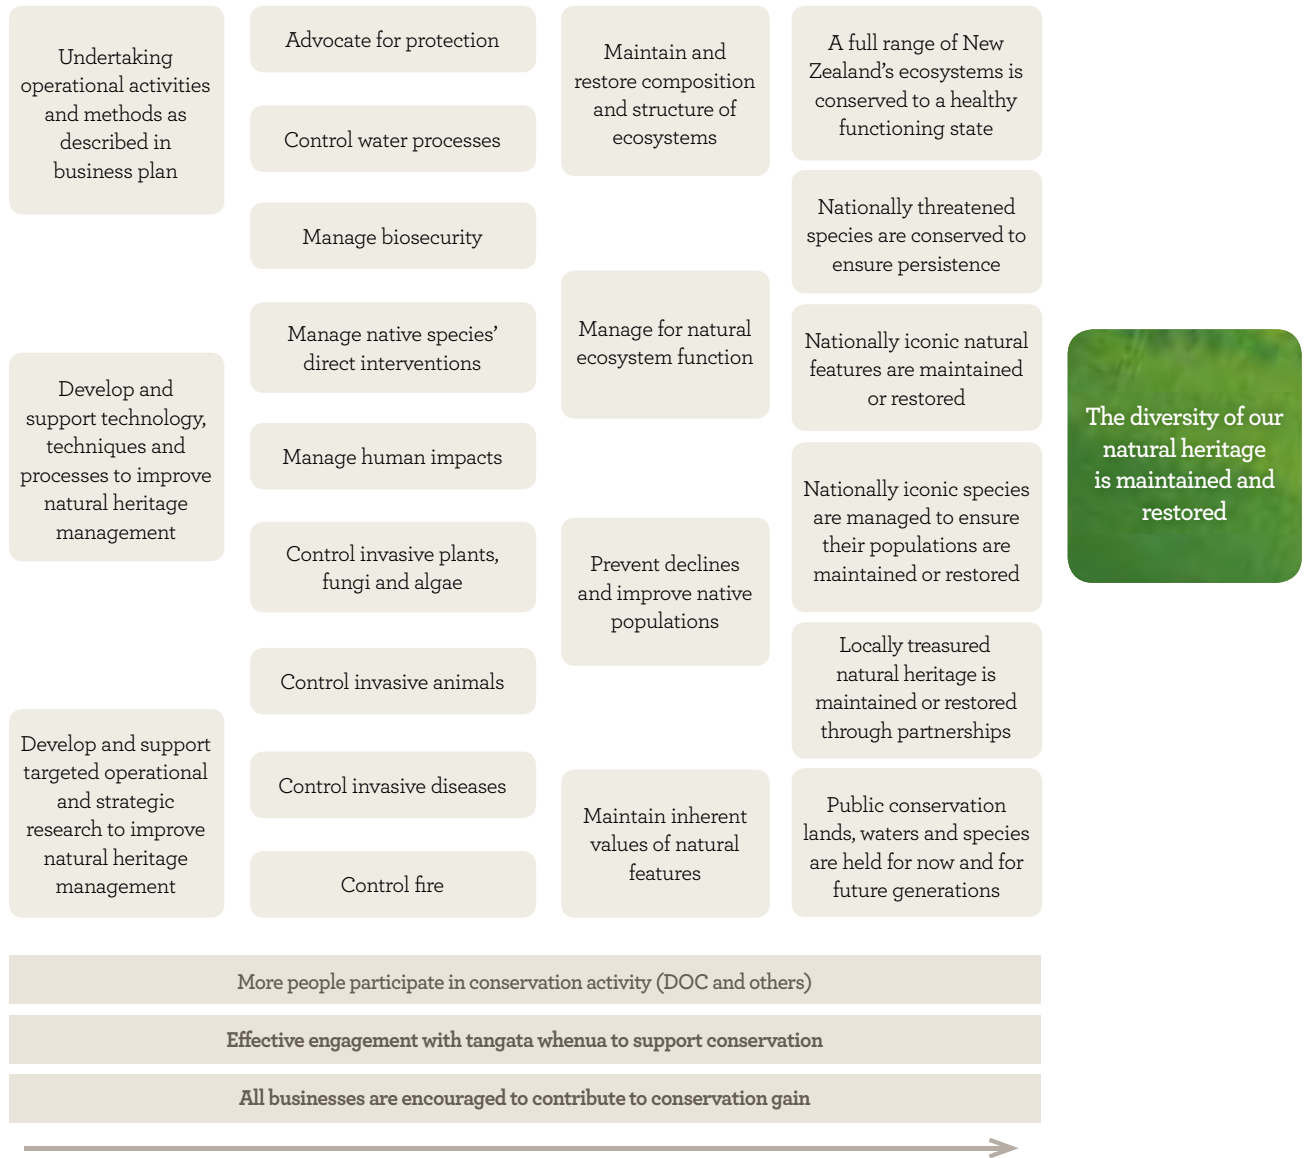 Undertaking
operational activities
and methods as
described in
business plan
Develop and
support technology,
techniques and
processes to improve
natural heritage
management
Develop and support
targeted operational
and strategic
research to improve
natural heritage
management
Advocate for protection
Control water processes
Manage biosecurity
Manage native species’
direct interventions
Manage human impacts
Control invasive plants,
fungi and algae
Control invasive animals
Control invasive diseases
Control fire
Maintain and
restore composition
and structure of
ecosystems
Manage for natural
ecosystem function
Prevent declines
and improve native
populations
Maintain inherent
values of natural
features
A full range of New
Zealand’s ecosystems is
conserved to a healthy
functioning state
Nationally threatened
species are conserved to
ensure persistence
Nationally iconic natural
features are maintained
or restored
Nationally iconic species
are managed to ensure
their populations are
maintained or restored
Locally treasured
natural heritage is
maintained or restored
through partnerships
Public conservation
lands, waters and species
are held for now and for
future generations
The diversity of our
natural heritage
is maintained and
restored
More people participate in conservation activity (DOC and others)
Effective engagement with tangata whenua to support conservation
All businesses are encouraged to contribute to conservation gain